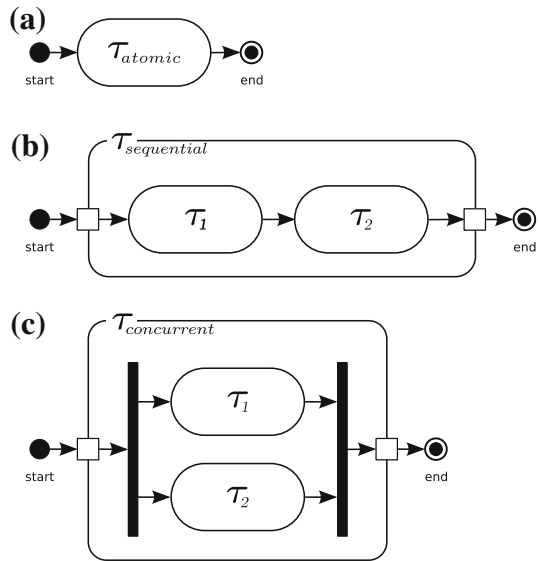 (a)
τatomic
start
end
(b)
τsequential
τ1
τ2
start
end
(c)
τconcurrent
τ1
start
end
τ2